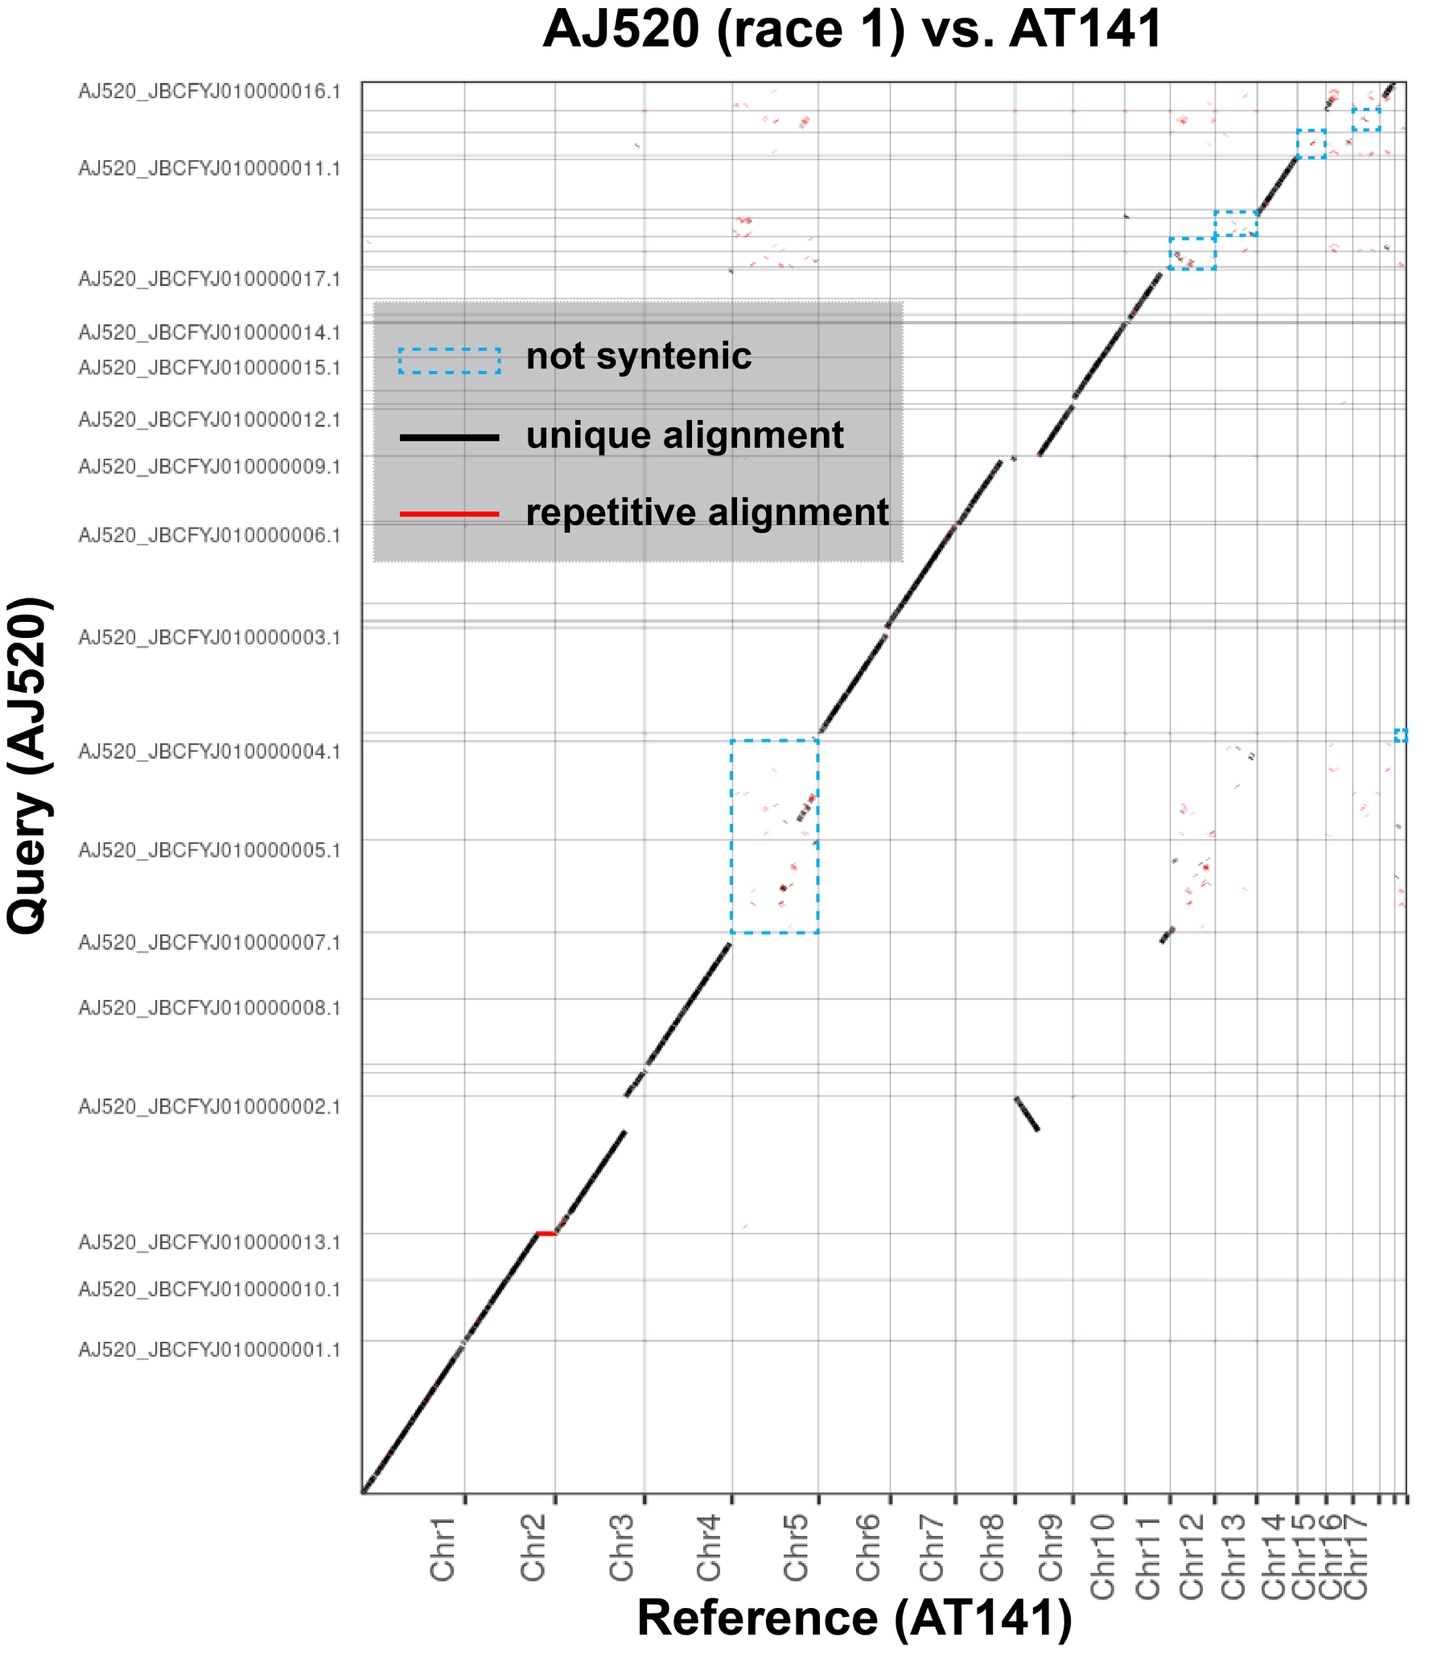 AJ520 (race 1) vs. AT141
AJ520_JBCFYJ010000016.1
AJ520_JBCFYJ010000011.1
AJ520_JBCFYJ010000017.1
AJ520_JBCFYJ010000014.1
AJ520_JBCFYJ010000015.1
AJ520_JBCFYJ010000012.1
AJ520_JBCFYJ010000009.1
AJ520_JBCFYJ010000006.1
AJ520_JBCFYJ010000003.1
AJ520_JBCFYJ010000004.1
AJ520_JBCFYJ010000005.1
AJ520_JBCFYJ010000007.1
AJ520_JBCFYJ010000008.1
AJ520_JBCFYJ010000002.1
AJ520_JBCFYJ010000013.1
AJ520_JBCFYJ010000010.1
AJ520_JBCFYJ010000001.1
Query (AJ520)
not syntenic
unique alignment
repetitive alignment
Chr1
Chr2
Chr3
Chr4
Chr5
Chr6
Chr7
Chr8
Chr9
Chr10
Chr11
Chr12
Chr13
Chr14
Chr15
Chr16
Chr17
Reference (AT141)